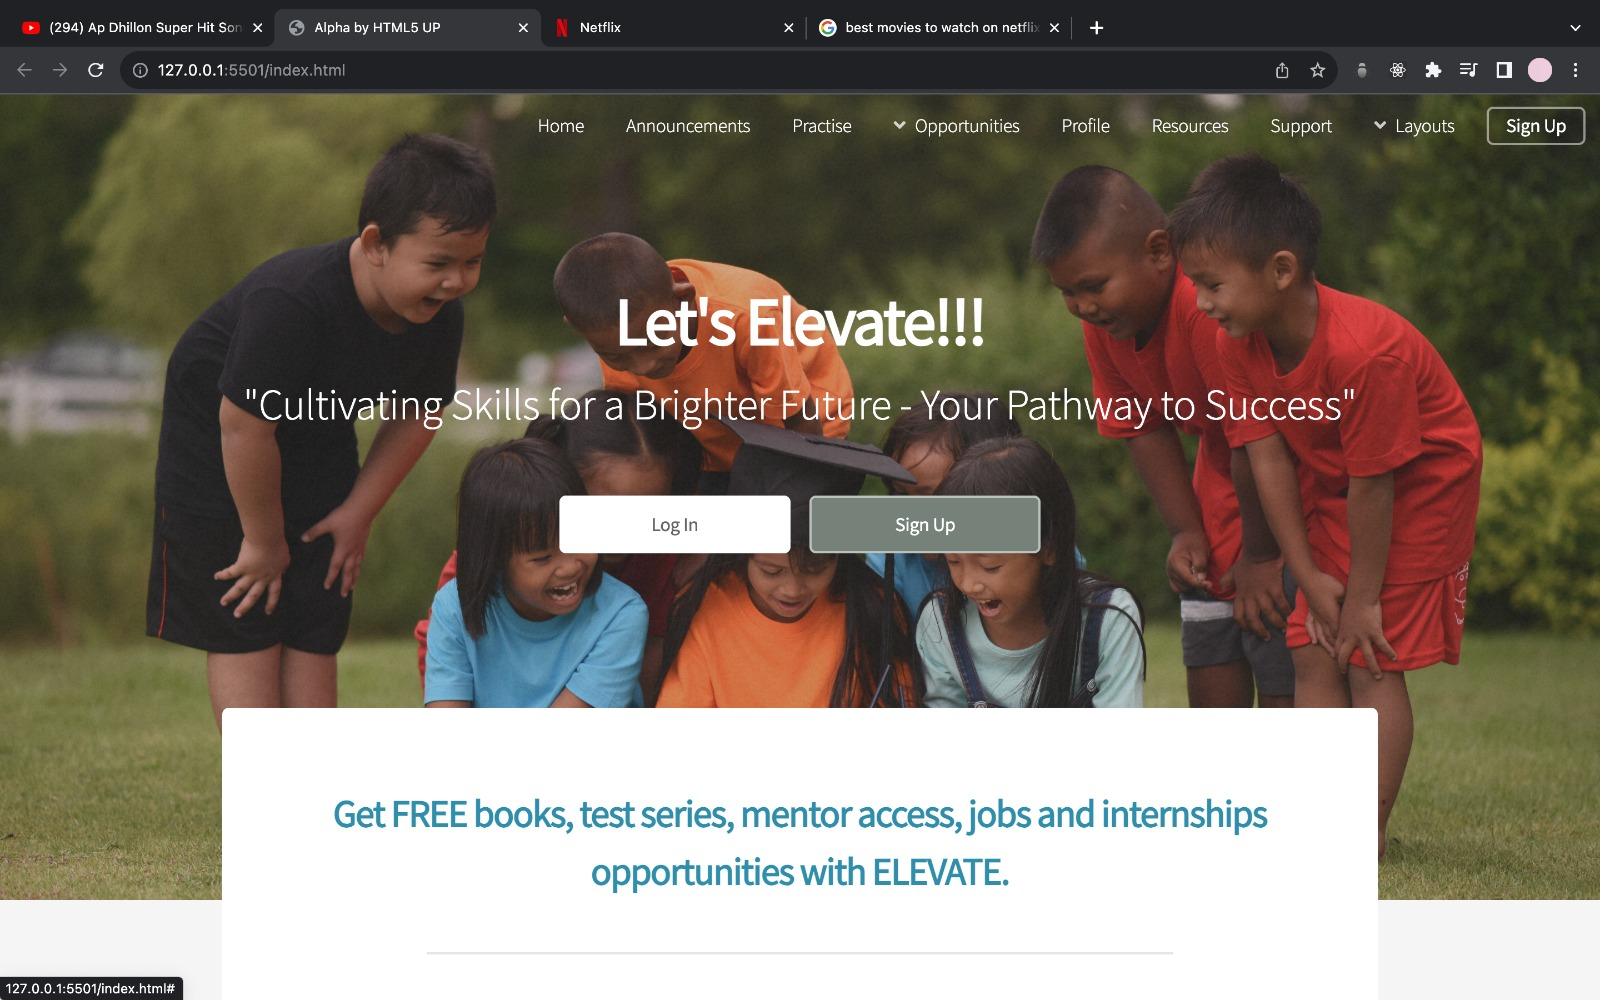 (294) Ap Dhillon Super Hit Son
Alpha by HTML5 UP
Netflix
best movies to watch on netflix
127.0.0.1:5501/index.html
Home Announcements Practise Opportunities Profile Resources Support Layouts Sign Up
Let's Elevate!!!
"Cultivating Skills for a Brighter Future - Your Pathway to Success"
Log In Sign Up
Get FREE books, test series, mentor access, jobs and internships
opportunities with ELEVATE.
127.0.0.1:5501/index.html#